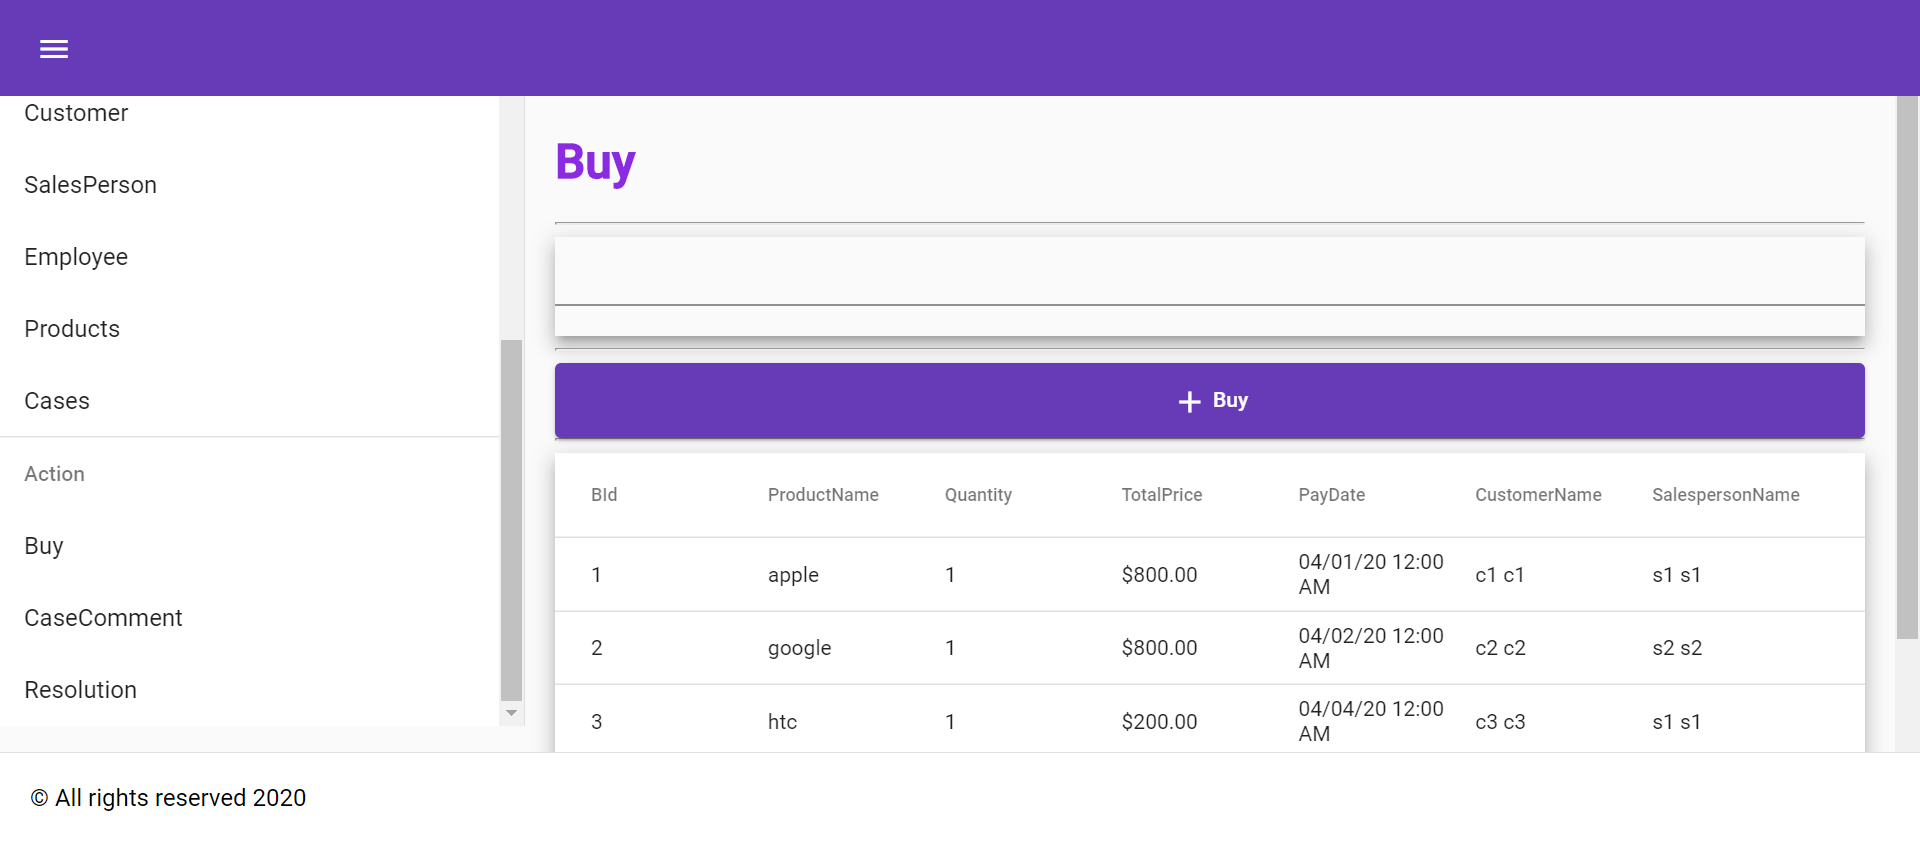 Customer
SalesPerson
Employee
Products
Cases
Action
Buy
CaseComment
Resolution
Buy
Buy
BId ProductName Quantity TotalPrice PayDate CustomerName SalespersonName
1 apple 1 $800.00 04/01/20 12:00 AM c1 c1 s1 s1
2 google 1 $800.00 04/02/20 12:00 AM c2 c2 s2 s2
3 htc 1 $200.00 04/04/20 12:00 AM c3 c3 s1 s1
© All rights reserved 2020